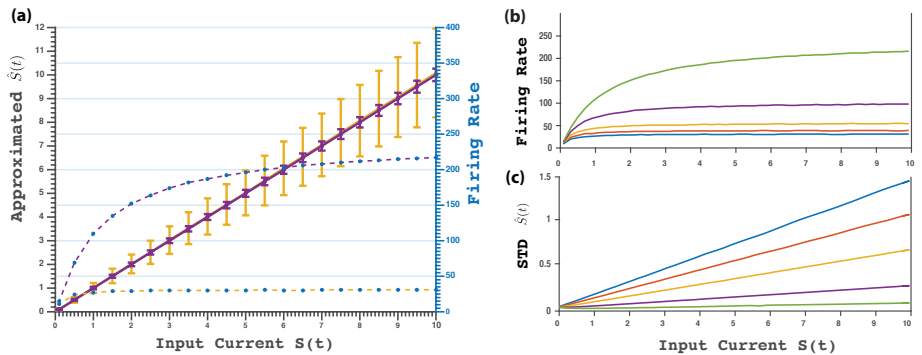 (a)
Approximated Ŝ(t)
12
11
10
9
8
7
6
5
4
3
2
1
0
0 1 2 3 4 5 6 7 8 9 10
Input Current S(t)
400
350
300
250
200
150
100
50
0
Firing Rate
(b)
Firing Rate
250
200
150
100
50
0
0 1 2 3 4 5 6 7 8 9 10
(c)
STD Ŝ(t)
1.5
1
0.5
0
0 1 2 3 4 5 6 7 8 9 10
Input Current S(t)